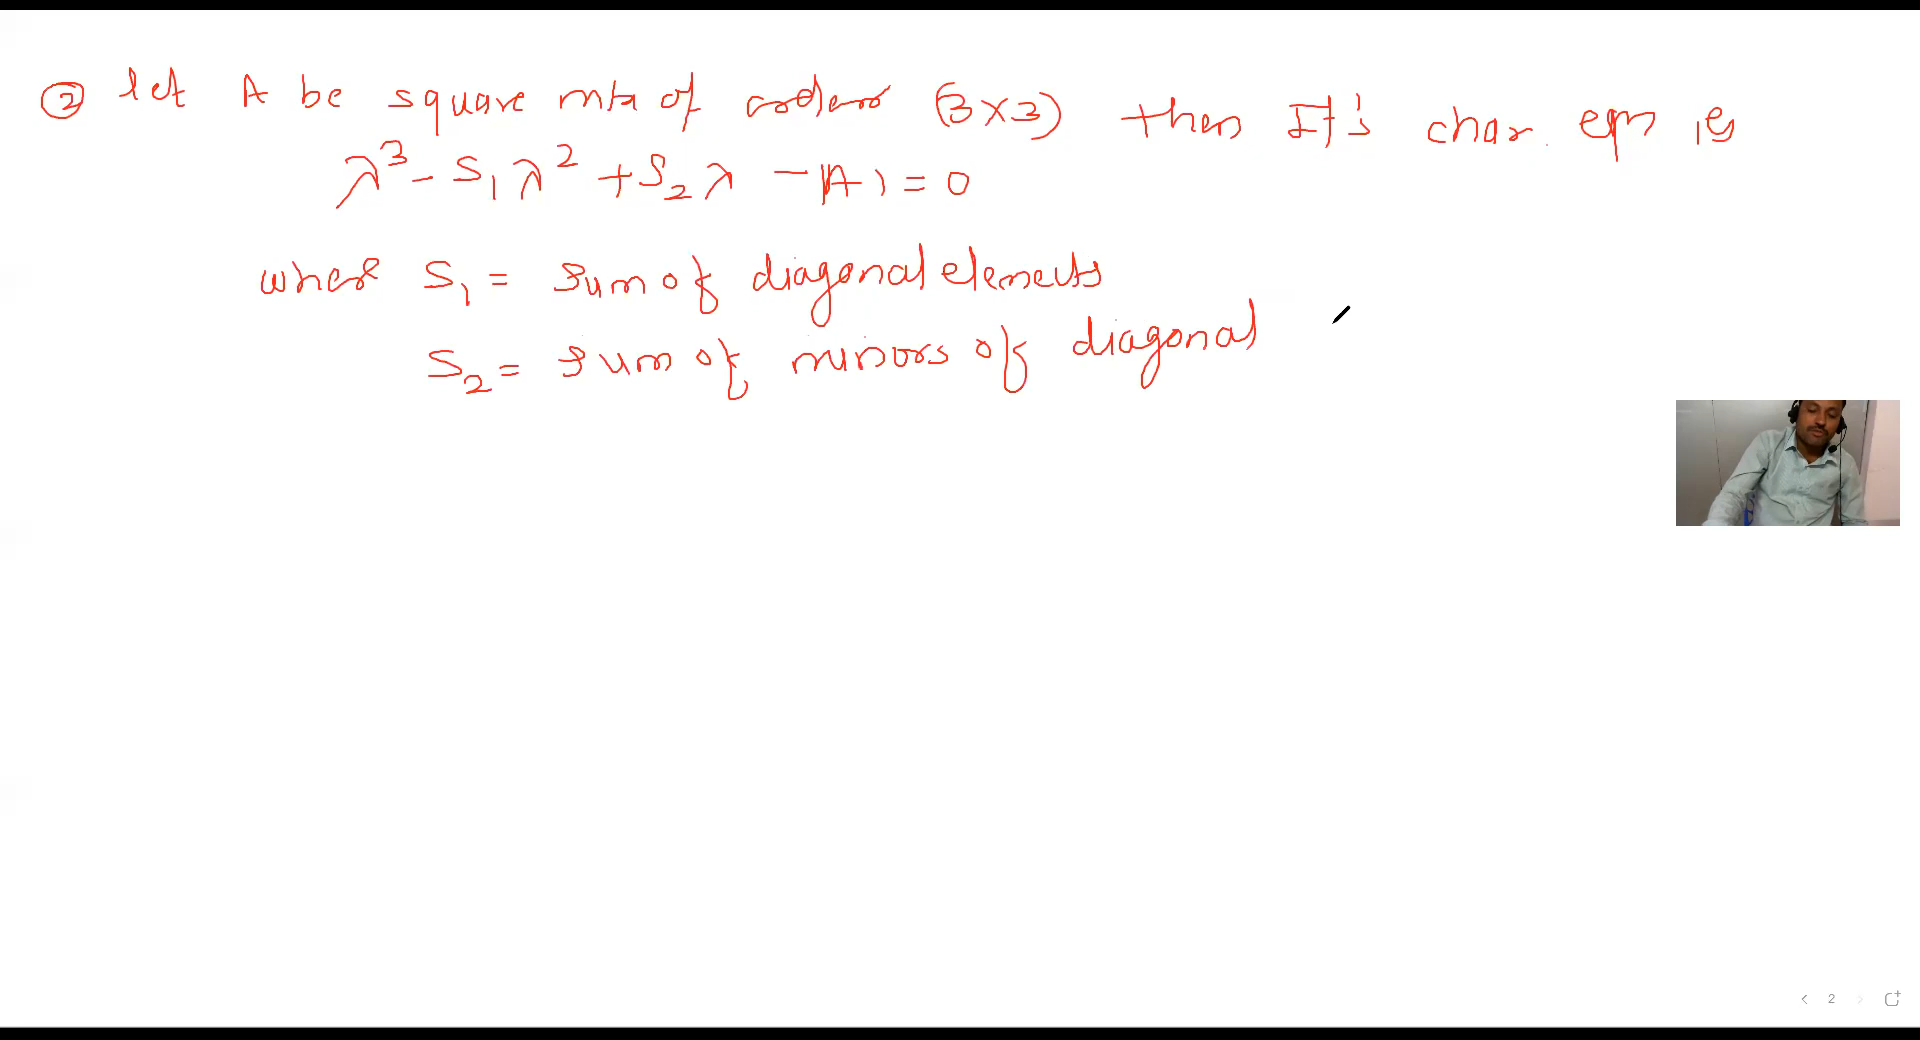 ② let A be square mtx of order (3×3) then It's char. eqn is
λ³ - S₁λ² + S₂λ - |A| = 0
where S₁ = sum of diagonal elements
S₂ = sum of minors of diagonal
2